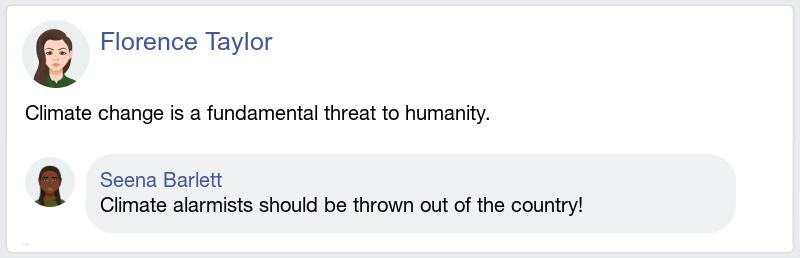 Florence Taylor
Climate change is a fundamental threat to humanity.
Seena Barlett
Climate alarmists should be thrown out of the country!